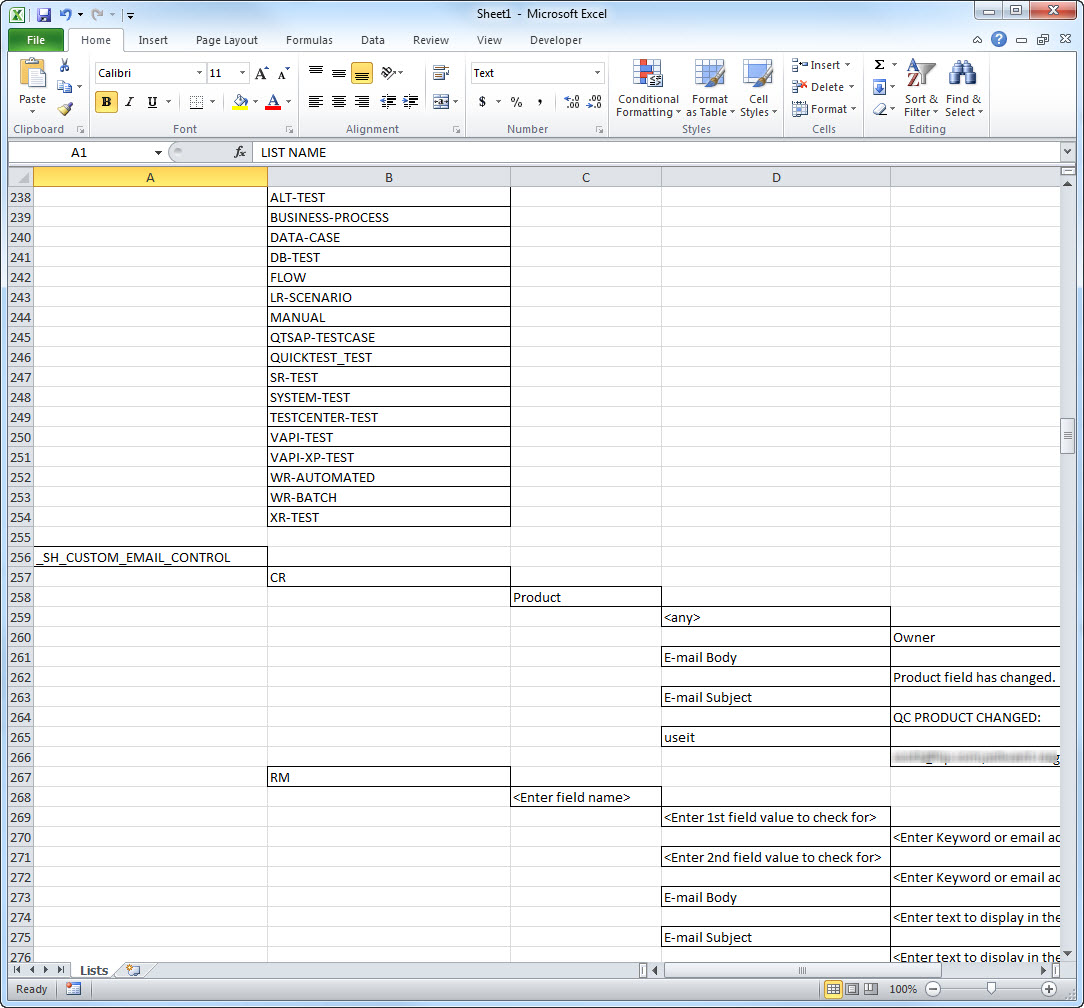 Sheet1 - Microsoft Excel
File Home Insert Page Layout Formulas Data Review View Developer
Paste
Clipboard
Calibri 11 A A
B I U A
Font
Alignment
Text
$ % , .0 .00 .00 .0
Number
Conditional Formatting
Format as Table
Cell Styles
Styles
Insert
Delete
Format
Cells
Σ
Sort & Filter
Find & Select
Editing
A1 fx LIST NAME
A B C D
238 ALT-TEST
239 BUSINESS-PROCESS
240 DATA-CASE
241 DB-TEST
242 FLOW
243 LR-SCENARIO
244 MANUAL
245 QTSAP-TESTCASE
246 QUICKTEST_TEST
247 SR-TEST
248 SYSTEM-TEST
249 TESTCENTER-TEST
250 VAPI-TEST
251 VAPI-XP-TEST
252 WR-AUTOMATED
253 WR-BATCH
254 XR-TEST
255
256 _SH_CUSTOM_EMAIL_CONTROL
257 CR
258 Product
259 <any>
260 Owner
261 E-mail Body
262 Product field has changed.
263 E-mail Subject
264 QC PRODUCT CHANGED:
265 useit
266
267 RM
268 <Enter field name>
269 <Enter 1st field value to check for>
270 <Enter Keyword or email ad
271 <Enter 2nd field value to check for>
272 <Enter Keyword or email ad
273 E-mail Body
274 <Enter text to display in the
275 E-mail Subject
276 <Enter text to display in the
Lists
Ready 100%